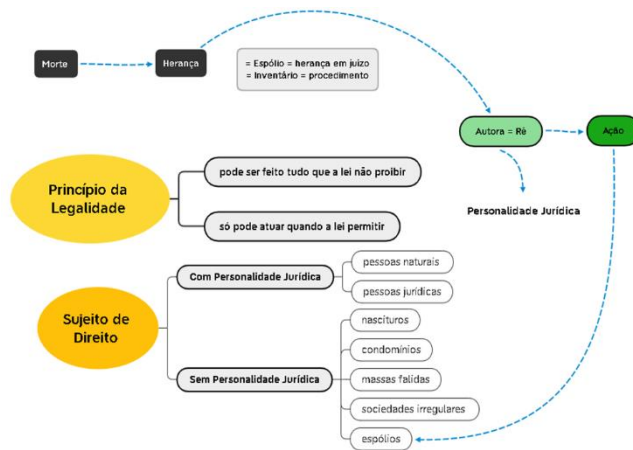 Morte
Herança
= Espólio = herança em juízo
= Inventário = procedimento
Autora = Ré
Ação
Personalidade Jurídica
Princípio da
Legalidade
pode ser feito tudo que a lei não proibir
só pode atuar quando a lei permitir
Sujeito de
Direito
Com Personalidade Jurídica
pessoas naturais
pessoas jurídicas
Sem Personalidade Jurídica
nascituros
condomínios
massas falidas
sociedades irregulares
espólios